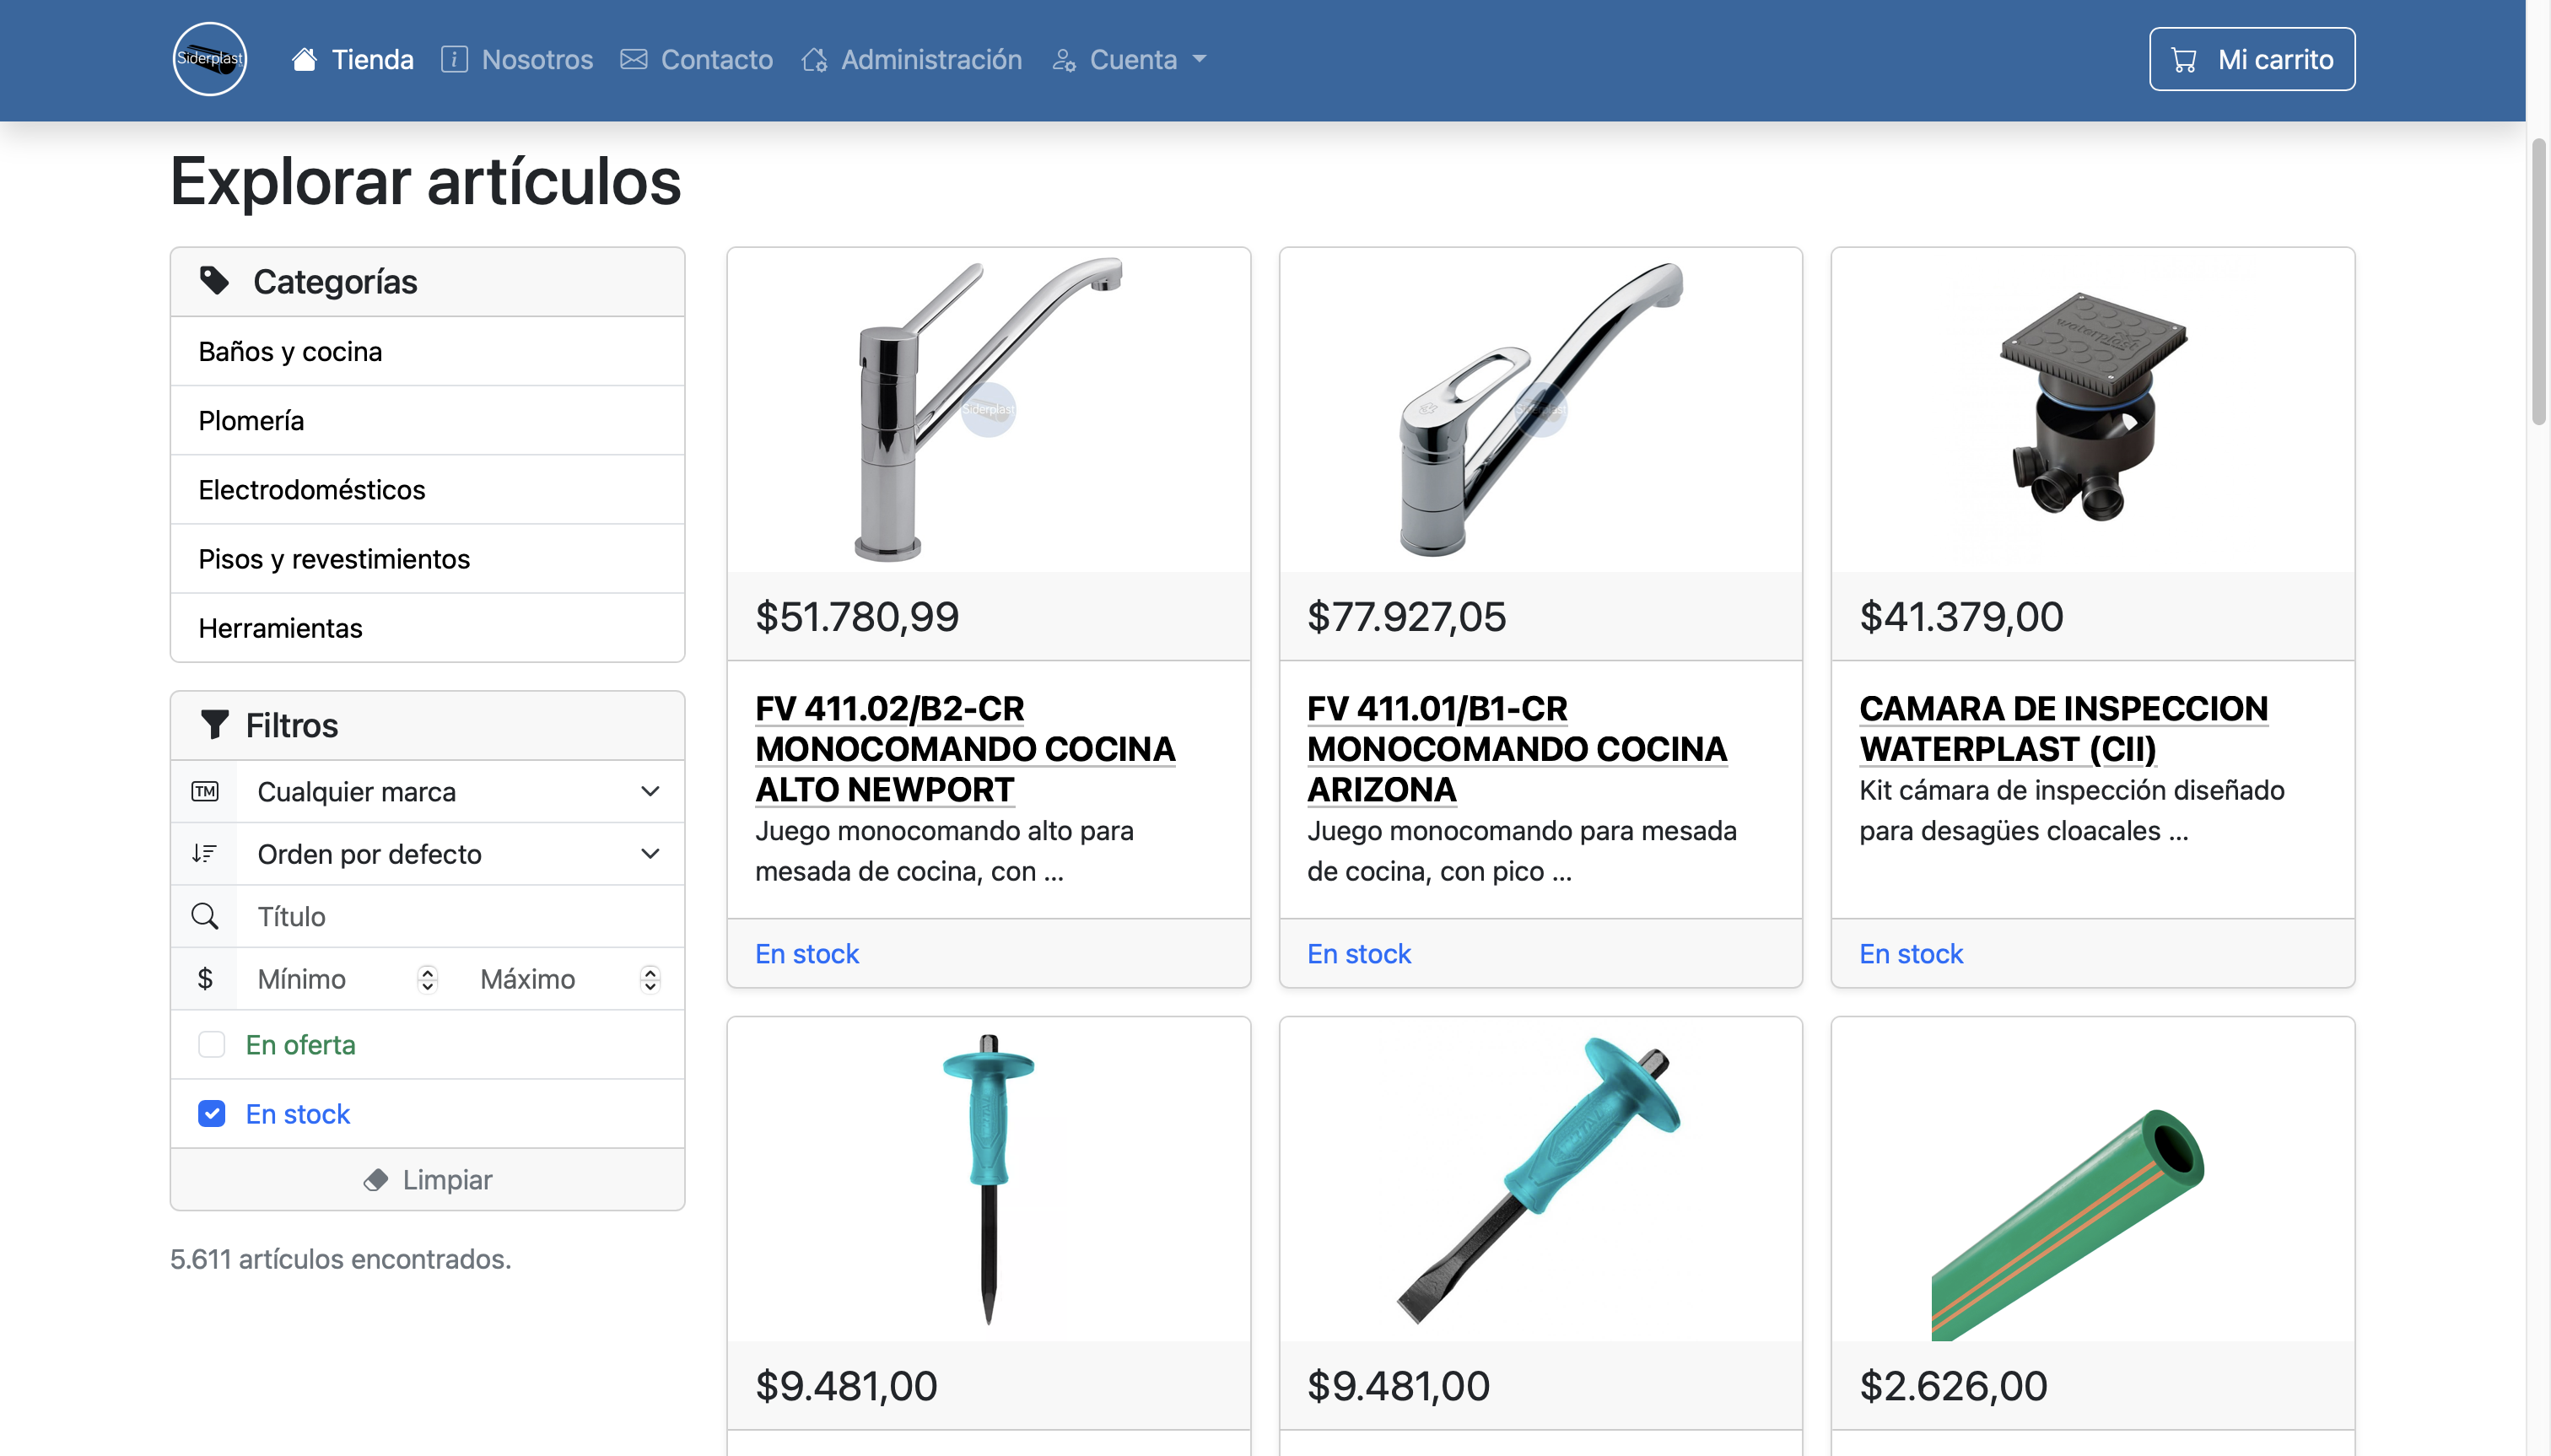 Siderplast
Tienda
Nosotros
Contacto
Administración
Cuenta
Mi carrito
Explorar artículos
Categorías
Baños y cocina
Plomería
Electrodomésticos
Pisos y revestimientos
Herramientas
Filtros
TM
Cualquier marca
Orden por defecto
Título
$
Mínimo
Máximo
En oferta
En stock
Limpiar
5.611 artículos encontrados.
Siderplast
$51.780,99
FV 411.02/B2-CR
MONOCOMANDO COCINA
ALTO NEWPORT
Juego monocomando alto para
mesada de cocina, con ...
En stock
Siderplast
$77.927,05
FV 411.01/B1-CR
MONOCOMANDO COCINA
ARIZONA
Juego monocomando para mesada
de cocina, con pico ...
En stock
waterplast
$41.379,00
CAMARA DE INSPECCION
WATERPLAST (CII)
Kit cámara de inspección diseñado
para desagües cloacales ...
En stock
$9.481,00
$9.481,00
$2.626,00